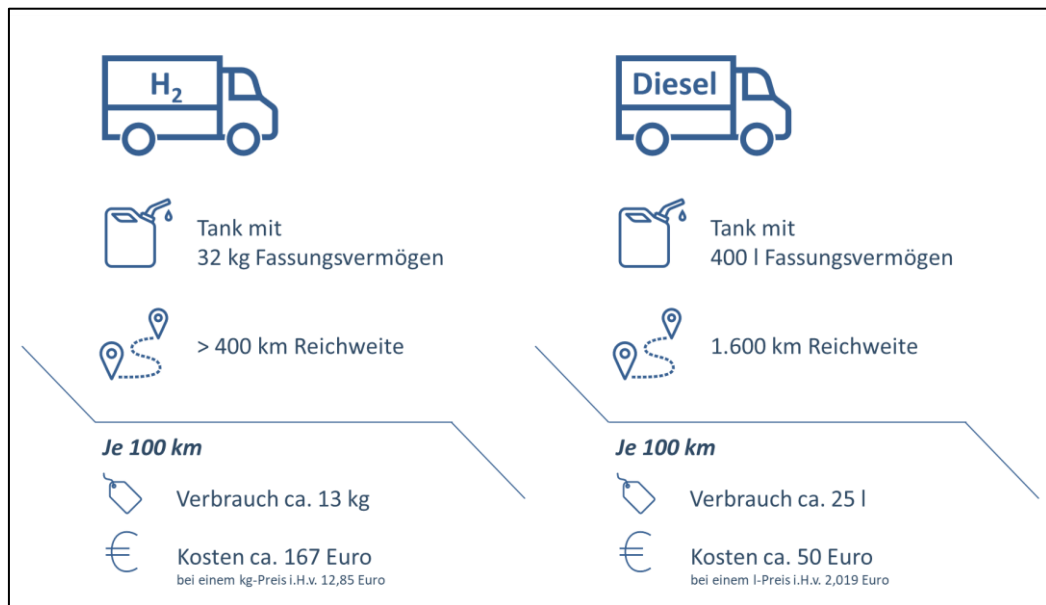 H₂
Tank mit
32 kg Fassungsvermögen
> 400 km Reichweite
Je 100 km
Verbrauch ca. 13 kg
Kosten ca. 167 Euro
bei einem kg-Preis i.H.v. 12,85 Euro
Diesel
Tank mit
400 l Fassungsvermögen
1.600 km Reichweite
Je 100 km
Verbrauch ca. 25 l
Kosten ca. 50 Euro
bei einem l-Preis i.H.v. 2,019 Euro